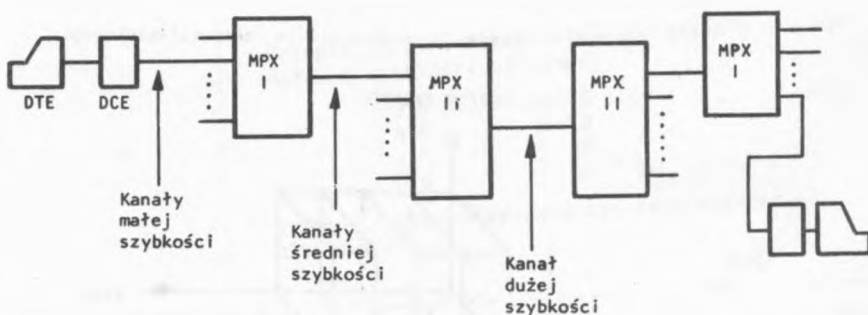 MPX
I
MPX
Ii
MPX
II
MPX
I
DTE
DCE
Kanały
małej
szybkości
Kanały
średniej
szybkości
Kanał
dużej
szybkości